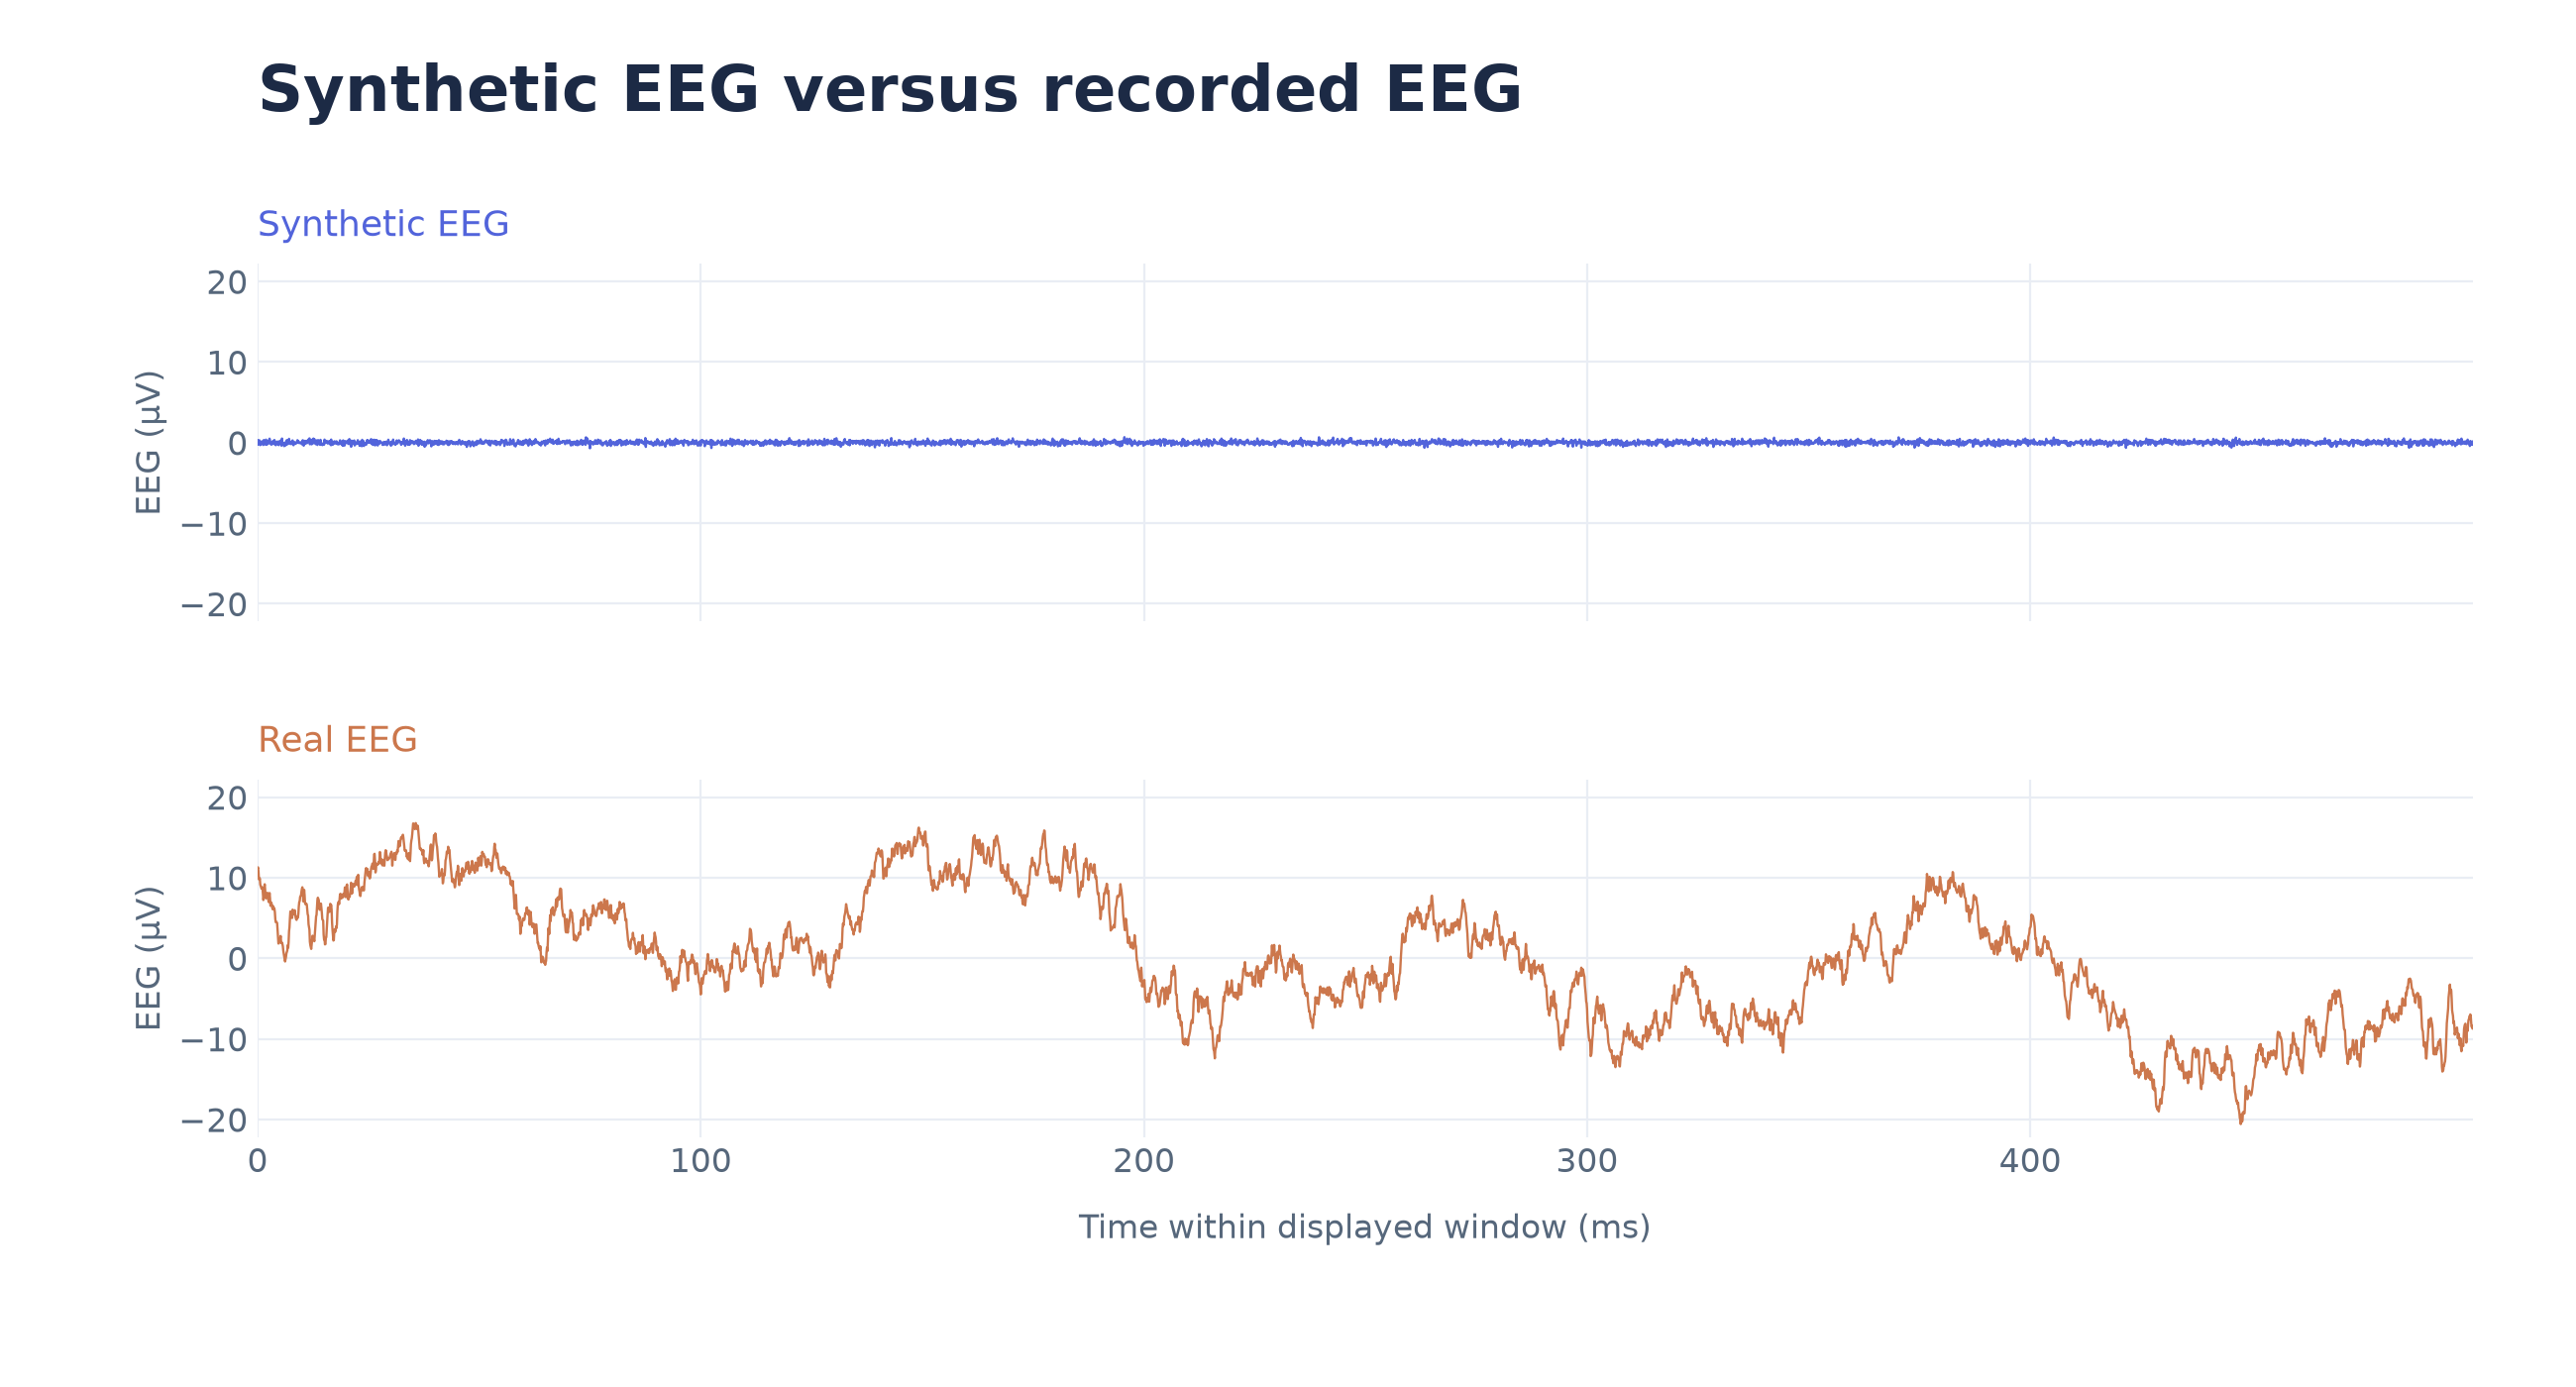 Synthetic EEG versus recorded EEG
Synthetic EEG
20
10
0
−10
−20
EEG (µV)
Real EEG
20
10
0
−10
−20
EEG (µV)
0 100 200 300 400
Time within displayed window (ms)